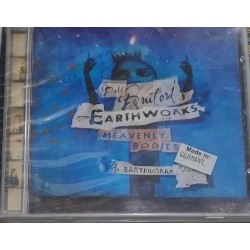 Bill Bruford's
EARTHWORKS
HEAVENLY
BODIES
Made in:
GERMANY
A. EARTHWORKS